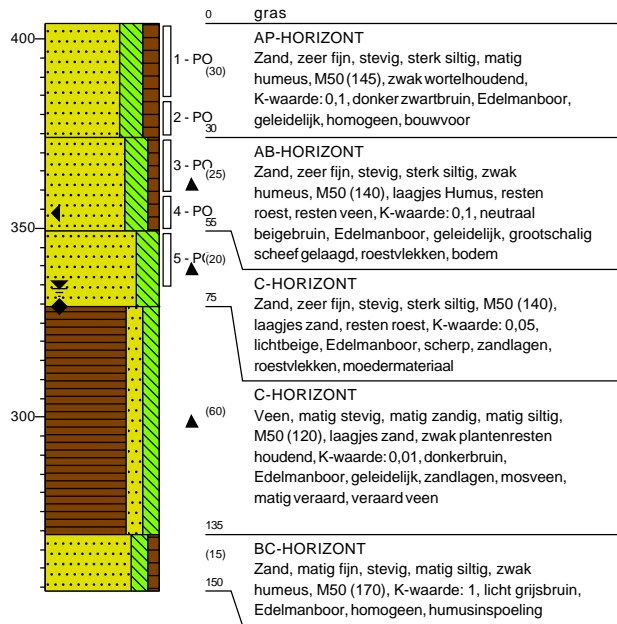 0 gras
400
AP-HORIZONT
Zand, zeer fijn, stevig, sterk siltig, matig
humeus, M50 (145), zwak wortelhoudend,
K-waarde: 0,1, donker zwartbruin, Edelmanboor,
geleidelijk, homogeen, bouwvoor
1 - PO
(30)
2 - PO
30
AB-HORIZONT
Zand, zeer fijn, stevig, sterk siltig, zwak
humeus, M50 (140), laagjes Humus, resten
roest, resten veen, K-waarde: 0,1, neutraal
beigebruin, Edelmanboor, geleidelijk, grootschalig
scheef gelaagd, roestvlekken, bodem
3 - PO
(25)
4 - PO
350
55
5 - PO
(20)
75
C-HORIZONT
Zand, zeer fijn, stevig, sterk siltig, M50 (140),
laagjes zand, resten roest, K-waarde: 0,05,
lichtbeige, Edelmanboor, scherp, zandlagen,
roestvlekken, moedermateriaal
300
(60)
C-HORIZONT
Veen, matig stevig, matig zandig, matig siltig,
M50 (120), laagjes zand, zwak plantenresten
houdend, K-waarde: 0,01, donkerbruin,
Edelmanboor, geleidelijk, zandlagen, mosveen,
matig veraard, veraard veen
135
(15)
150
BC-HORIZONT
Zand, matig fijn, stevig, matig siltig, zwak
humeus, M50 (170), K-waarde: 1, licht grijsbruin,
Edelmanboor, homogeen, humusinspoeling